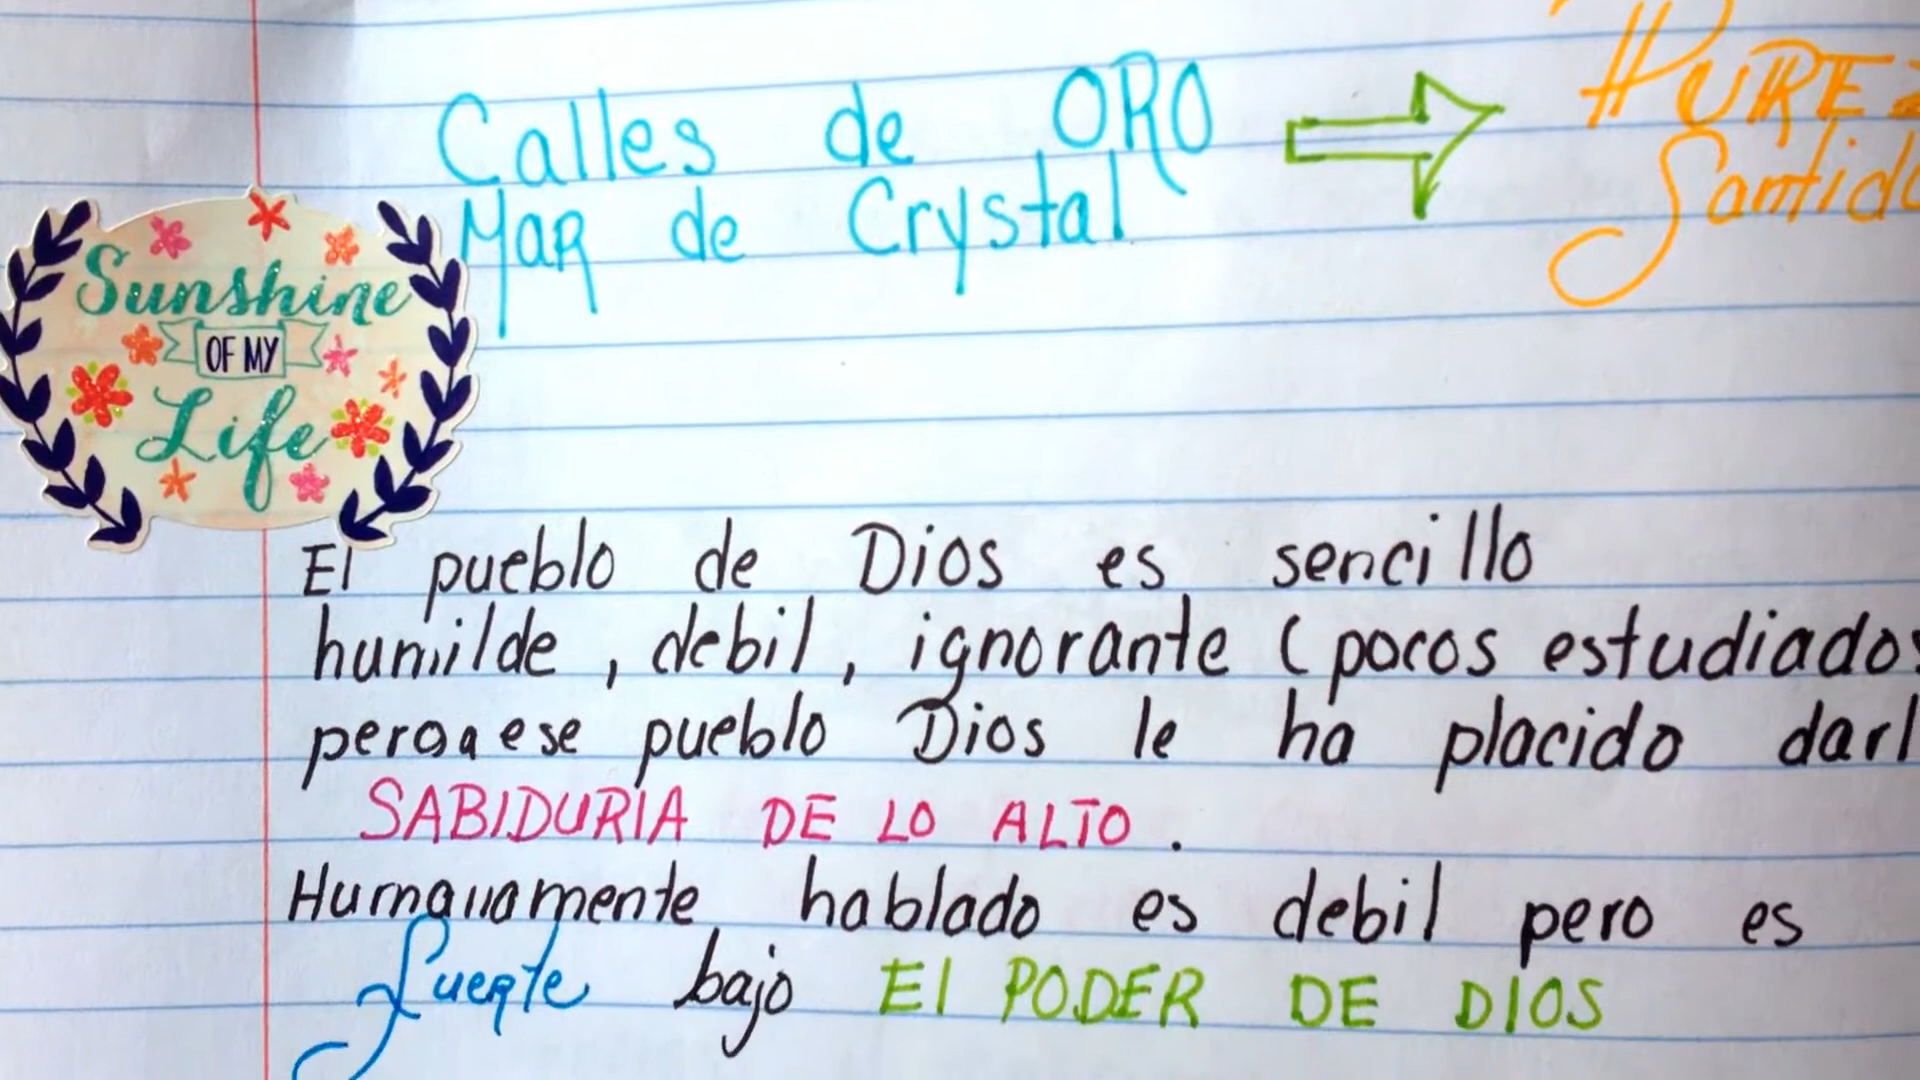 Calles de ORO
Mar de Crystal
Sunshine
OF MY
Life
El pueblo de Dios es sencillo
humilde, debil, ignorante (pocos estudiados
pero a ese pueblo Dios le ha placido darl
SABIDURIA DE LO ALTO.
Humanamente hablado es debil pero es
fuerte bajo El PODER DE DIOS